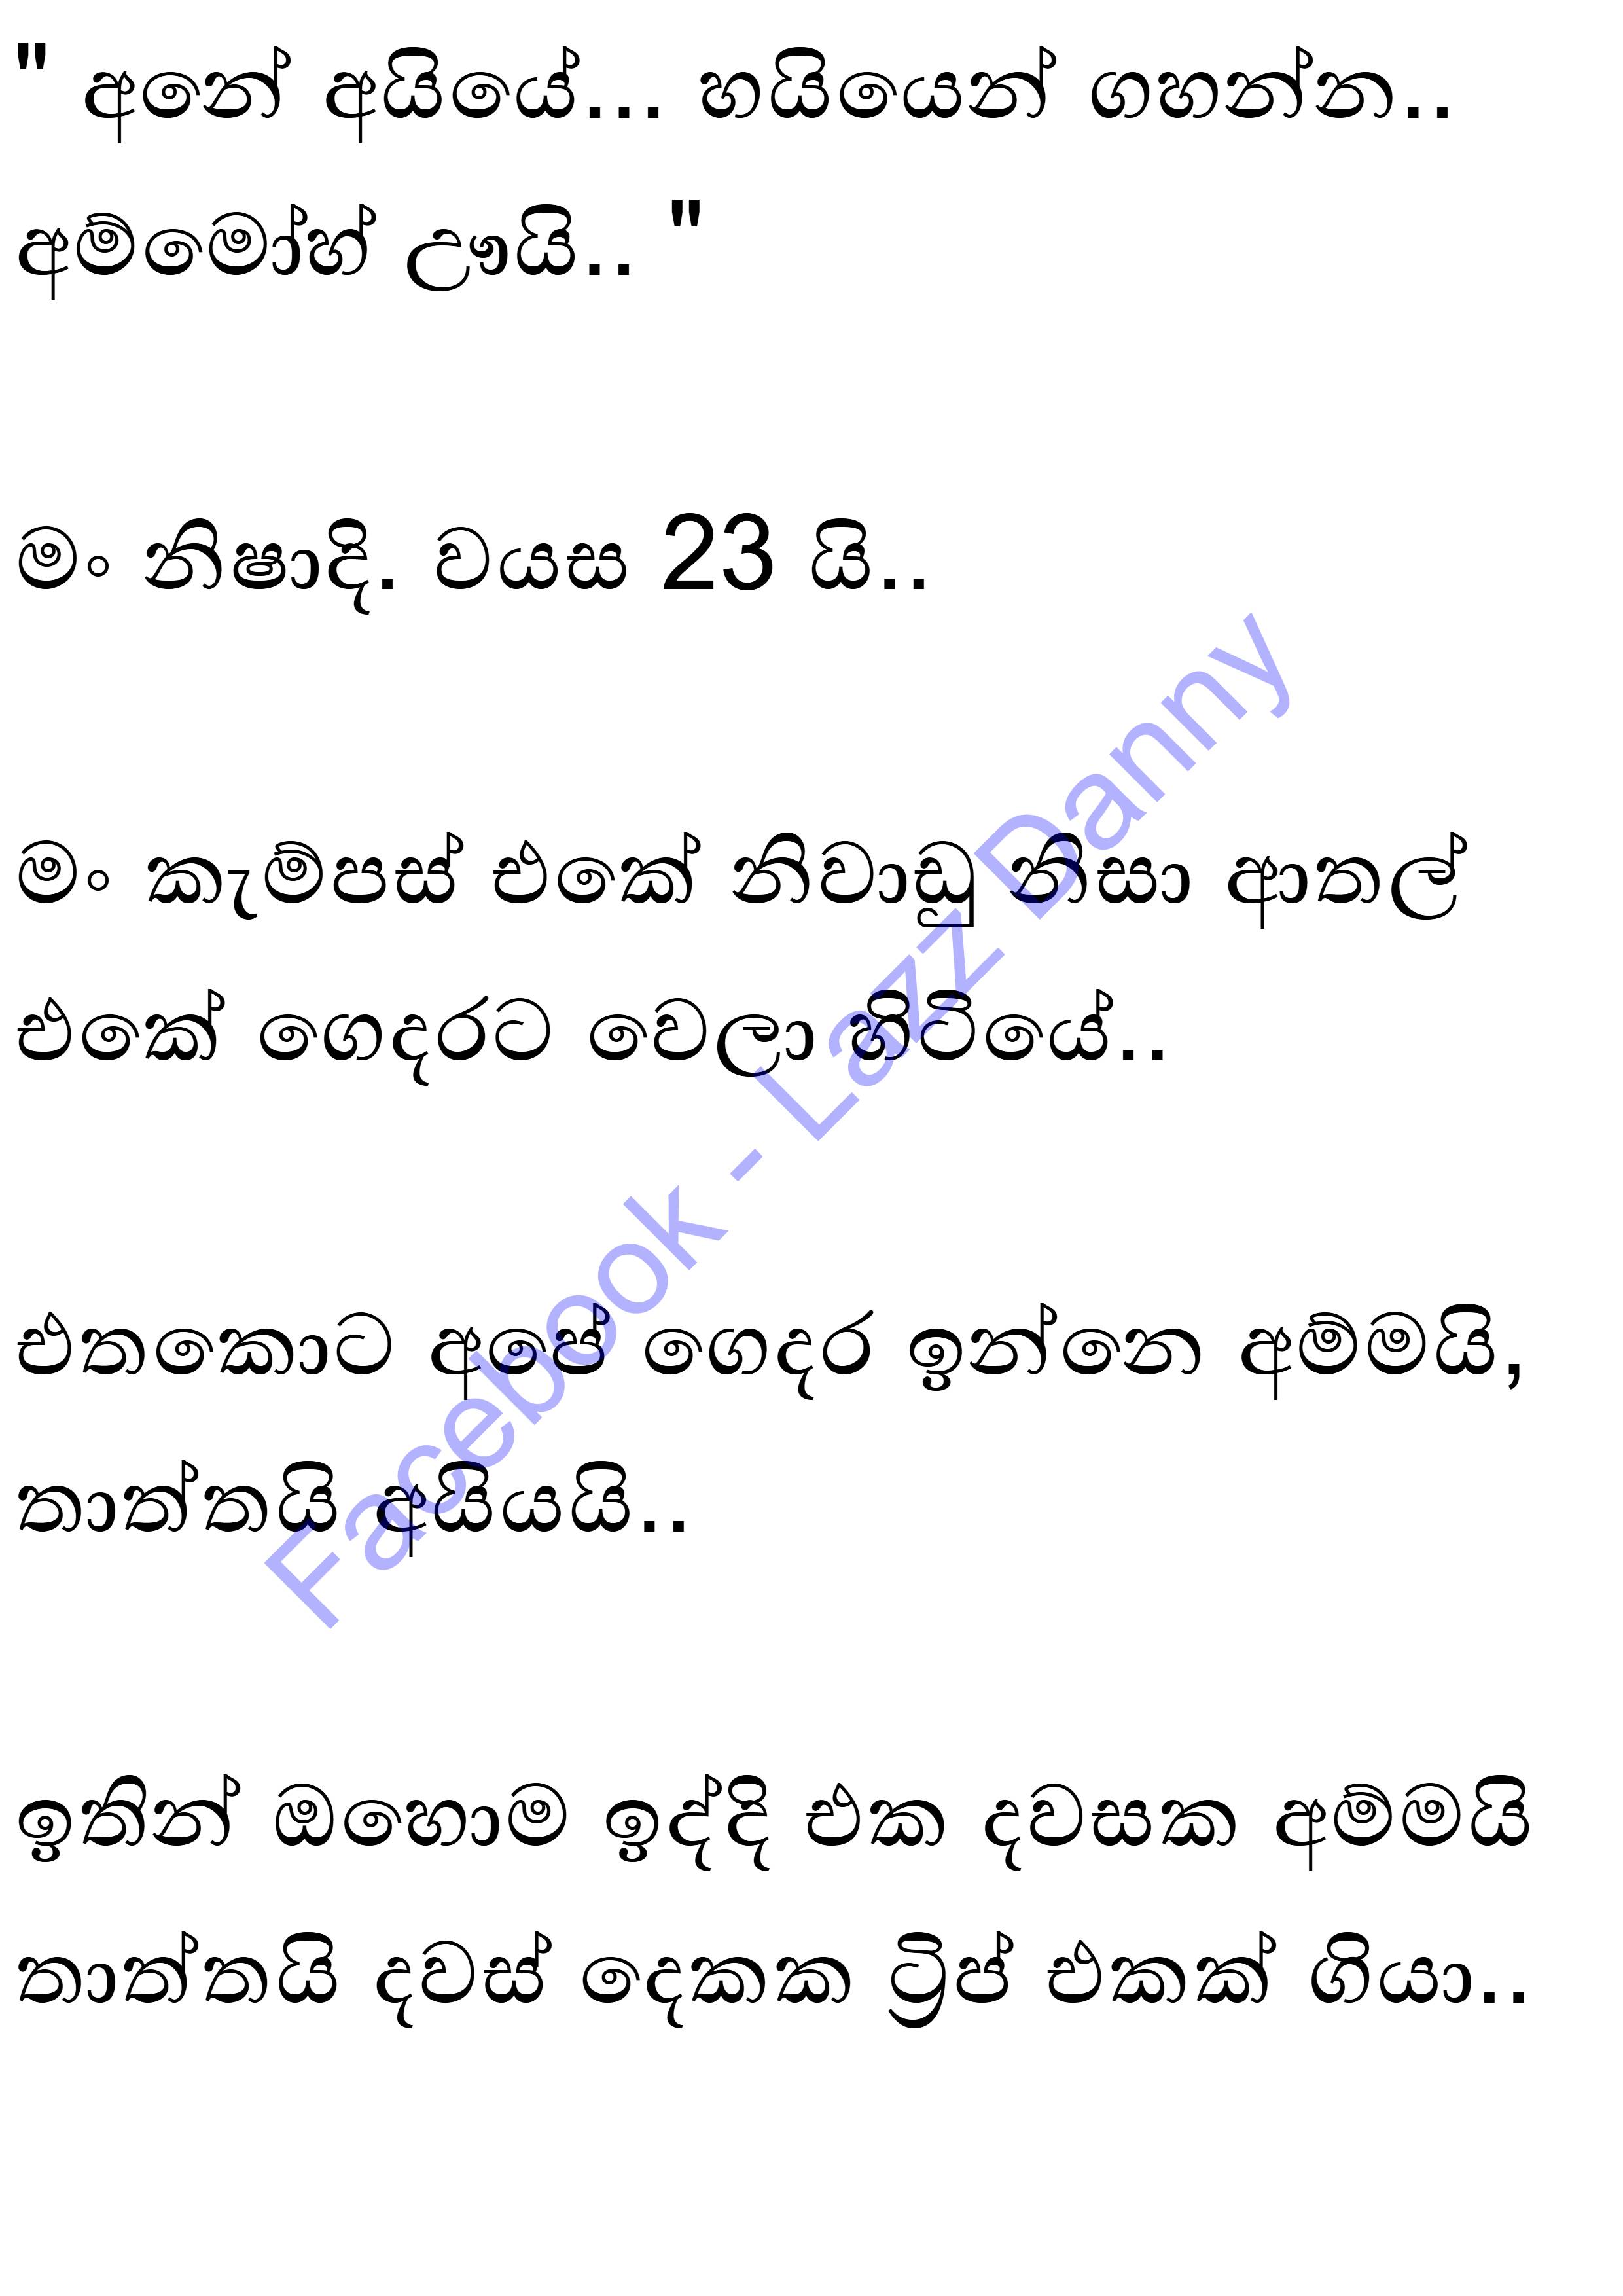 " අනේ අයියේ... හයියෙන් ගහන්න..
අම්මෝහ් ඌයි.. "
මං නිෂාදි. වයස 23 යි..
මං කැම්පස් එකේ නිවාඩු නිසා ආතල්
එකේ ගෙදරට වෙලා හිටියේ..
එතකොට අපේ ගෙදර ඉන්නෙ අම්මයි,
තාත්තයි අයියයි..
ඉතින් ඔහොම ඉද්දි එක දවසක අම්මයි
තාත්තයි දවස් දෙකක ට්‍රිප් එකක් ගියා..
Facebook - Lazz Danny